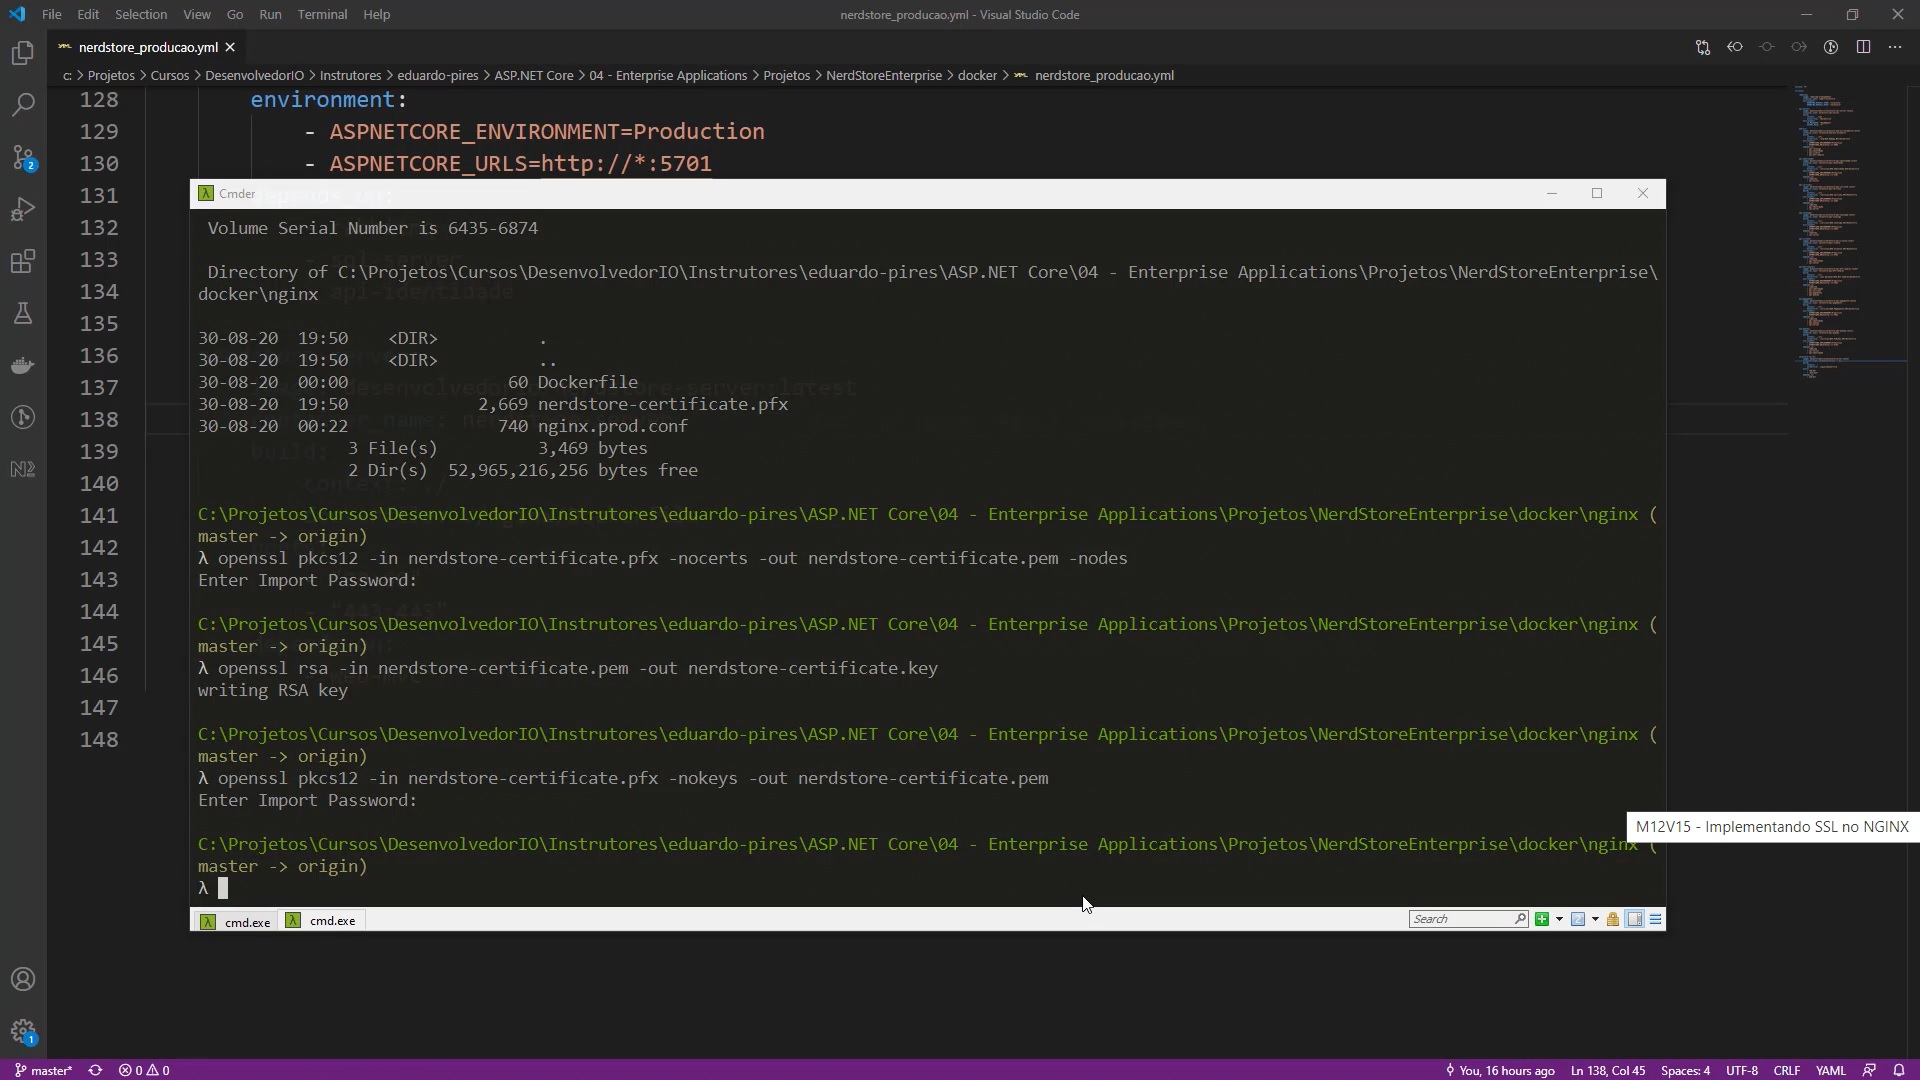 File Edit Selection View Go Run Terminal Help
nerdstore_producao.yml - Visual Studio Code
nerdstore_producao.yml
c: > Projetos > Cursos > DesenvolvedorIO > Instrutores > eduardo-pires > ASP.NET Core > 04 - Enterprise Applications > Projetos > NerdStoreEnterprise > docker > nerdstore_producao.yml
128 environment:
129 - ASPNETCORE_ENVIRONMENT=Production
130 - ASPNETCORE_URLS=http://*:5701
131
132
133
134
135
136
137
138
139
140
141
142
143
144
145
146
147
148
Cmder
Volume Serial Number is 6435-6874
Directory of C:\Projetos\Cursos\DesenvolvedorIO\Instrutores\eduardo-pires\ASP.NET Core\04 - Enterprise Applications\Projetos\NerdStoreEnterprise\
docker\nginx
30-08-20 19:50 <DIR> .
30-08-20 19:50 <DIR> ..
30-08-20 00:00 60 Dockerfile
30-08-20 19:50 2,669 nerdstore-certificate.pfx
30-08-20 00:22 740 nginx.prod.conf
3 File(s) 3,469 bytes
2 Dir(s) 52,965,216,256 bytes free
C:\Projetos\Cursos\DesenvolvedorIO\Instrutores\eduardo-pires\ASP.NET Core\04 - Enterprise Applications\Projetos\NerdStoreEnterprise\docker\nginx (
master -> origin)
λ openssl pkcs12 -in nerdstore-certificate.pfx -nocerts -out nerdstore-certificate.pem -nodes
Enter Import Password:
C:\Projetos\Cursos\DesenvolvedorIO\Instrutores\eduardo-pires\ASP.NET Core\04 - Enterprise Applications\Projetos\NerdStoreEnterprise\docker\nginx (
master -> origin)
λ openssl rsa -in nerdstore-certificate.pem -out nerdstore-certificate.key
writing RSA key
C:\Projetos\Cursos\DesenvolvedorIO\Instrutores\eduardo-pires\ASP.NET Core\04 - Enterprise Applications\Projetos\NerdStoreEnterprise\docker\nginx (
master -> origin)
λ openssl pkcs12 -in nerdstore-certificate.pfx -nokeys -out nerdstore-certificate.pem
Enter Import Password:
M12V15 - Implementando SSL no NGINX
C:\Projetos\Cursos\DesenvolvedorIO\Instrutores\eduardo-pires\ASP.NET Core\04 - Enterprise Applications\Projetos\NerdStoreEnterprise\docker\nginx (
master -> origin)
λ
cmd.exe cmd.exe Search
master* 0 0 You, 16 hours ago Ln 138, Col 45 Spaces: 4 UTF-8 CRLF YAML